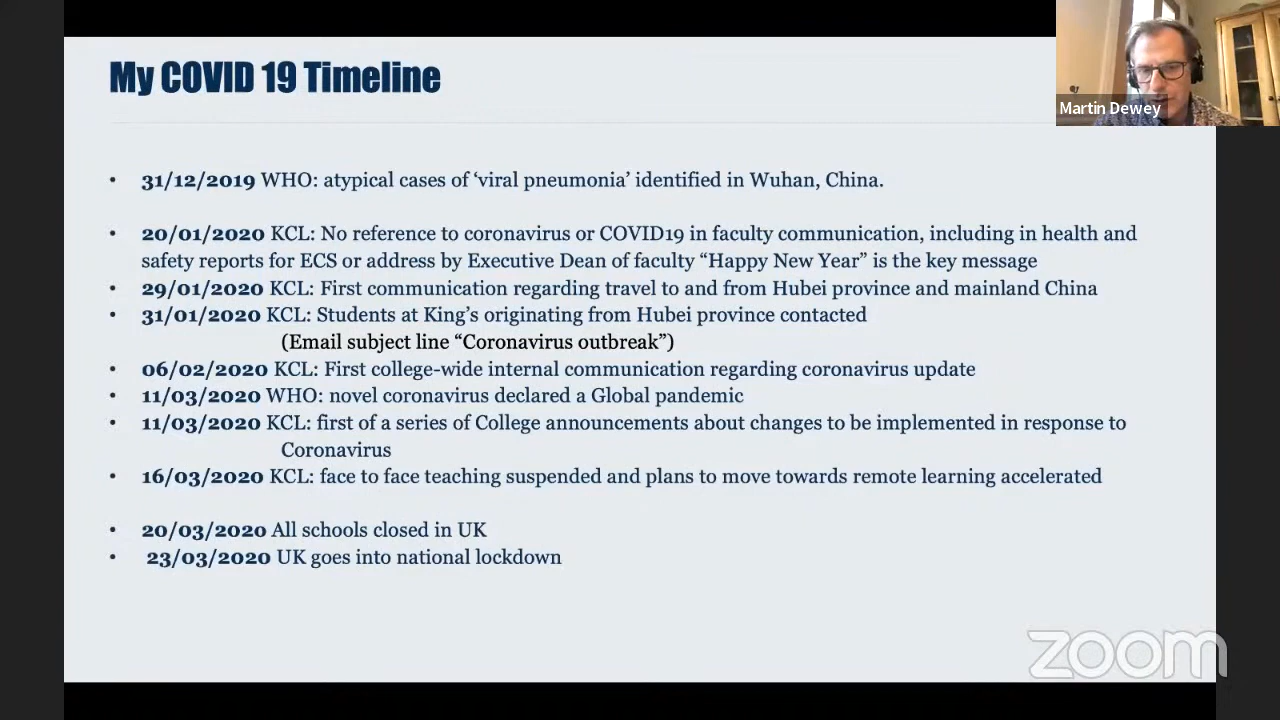 My COVID 19 Timeline
Martin Dewey
• 31/12/2019 WHO: atypical cases of ‘viral pneumonia’ identified in Wuhan, China.
• 20/01/2020 KCL: No reference to coronavirus or COVID19 in faculty communication, including in health and
safety reports for ECS or address by Executive Dean of faculty “Happy New Year” is the key message
• 29/01/2020 KCL: First communication regarding travel to and from Hubei province and mainland China
• 31/01/2020 KCL: Students at King’s originating from Hubei province contacted
(Email subject line “Coronavirus outbreak”)
• 06/02/2020 KCL: First college-wide internal communication regarding coronavirus update
• 11/03/2020 WHO: novel coronavirus declared a Global pandemic
• 11/03/2020 KCL: first of a series of College announcements about changes to be implemented in response to
Coronavirus
• 16/03/2020 KCL: face to face teaching suspended and plans to move towards remote learning accelerated
• 20/03/2020 All schools closed in UK
• 23/03/2020 UK goes into national lockdown
zoom